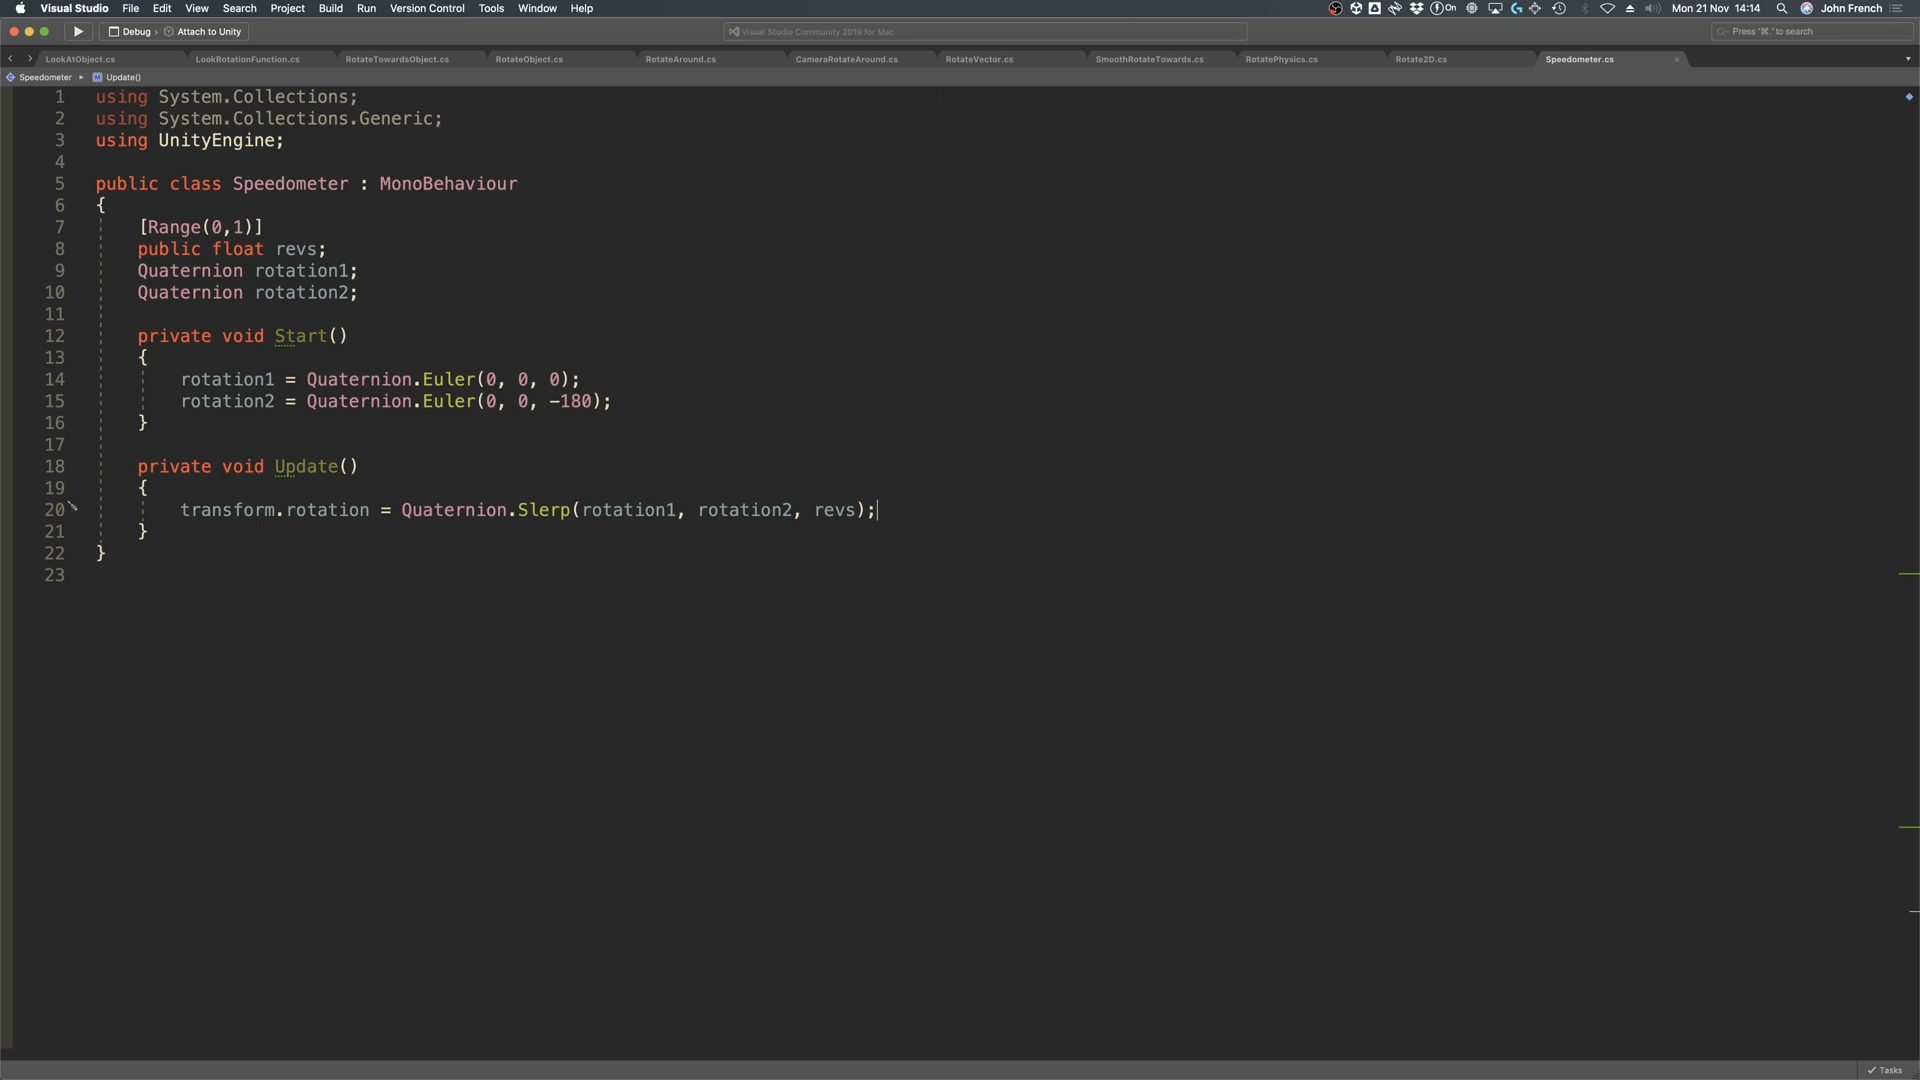 Visual Studio File Edit View Search Project Build Run Version Control Tools Window Help On Mon 21 Nov 14:14 John French
Debug › Attach to Unity Visual Studio Community 2019 for Mac Press '⌘.' to search
LookAtObject.cs LookRotationFunction.cs RotateTowardsObject.cs RotateObject.cs RotateAround.cs CameraRotateAround.cs RotateVector.cs SmoothRotateTowards.cs RotatePhysics.cs Rotate2D.cs Speedometer.cs ×
Speedometer ▸ M Update()
1 using System.Collections;
2 using System.Collections.Generic;
3 using UnityEngine;
4
5 public class Speedometer : MonoBehaviour
6 {
7 [Range(0,1)]
8 public float revs;
9 Quaternion rotation1;
10 Quaternion rotation2;
11
12 private void Start()
13 {
14 rotation1 = Quaternion.Euler(0, 0, 0);
15 rotation2 = Quaternion.Euler(0, 0, -180);
16 }
17
18 private void Update()
19 {
20 transform.rotation = Quaternion.Slerp(rotation1, rotation2, revs);
21 }
22 }
23
✓ Tasks